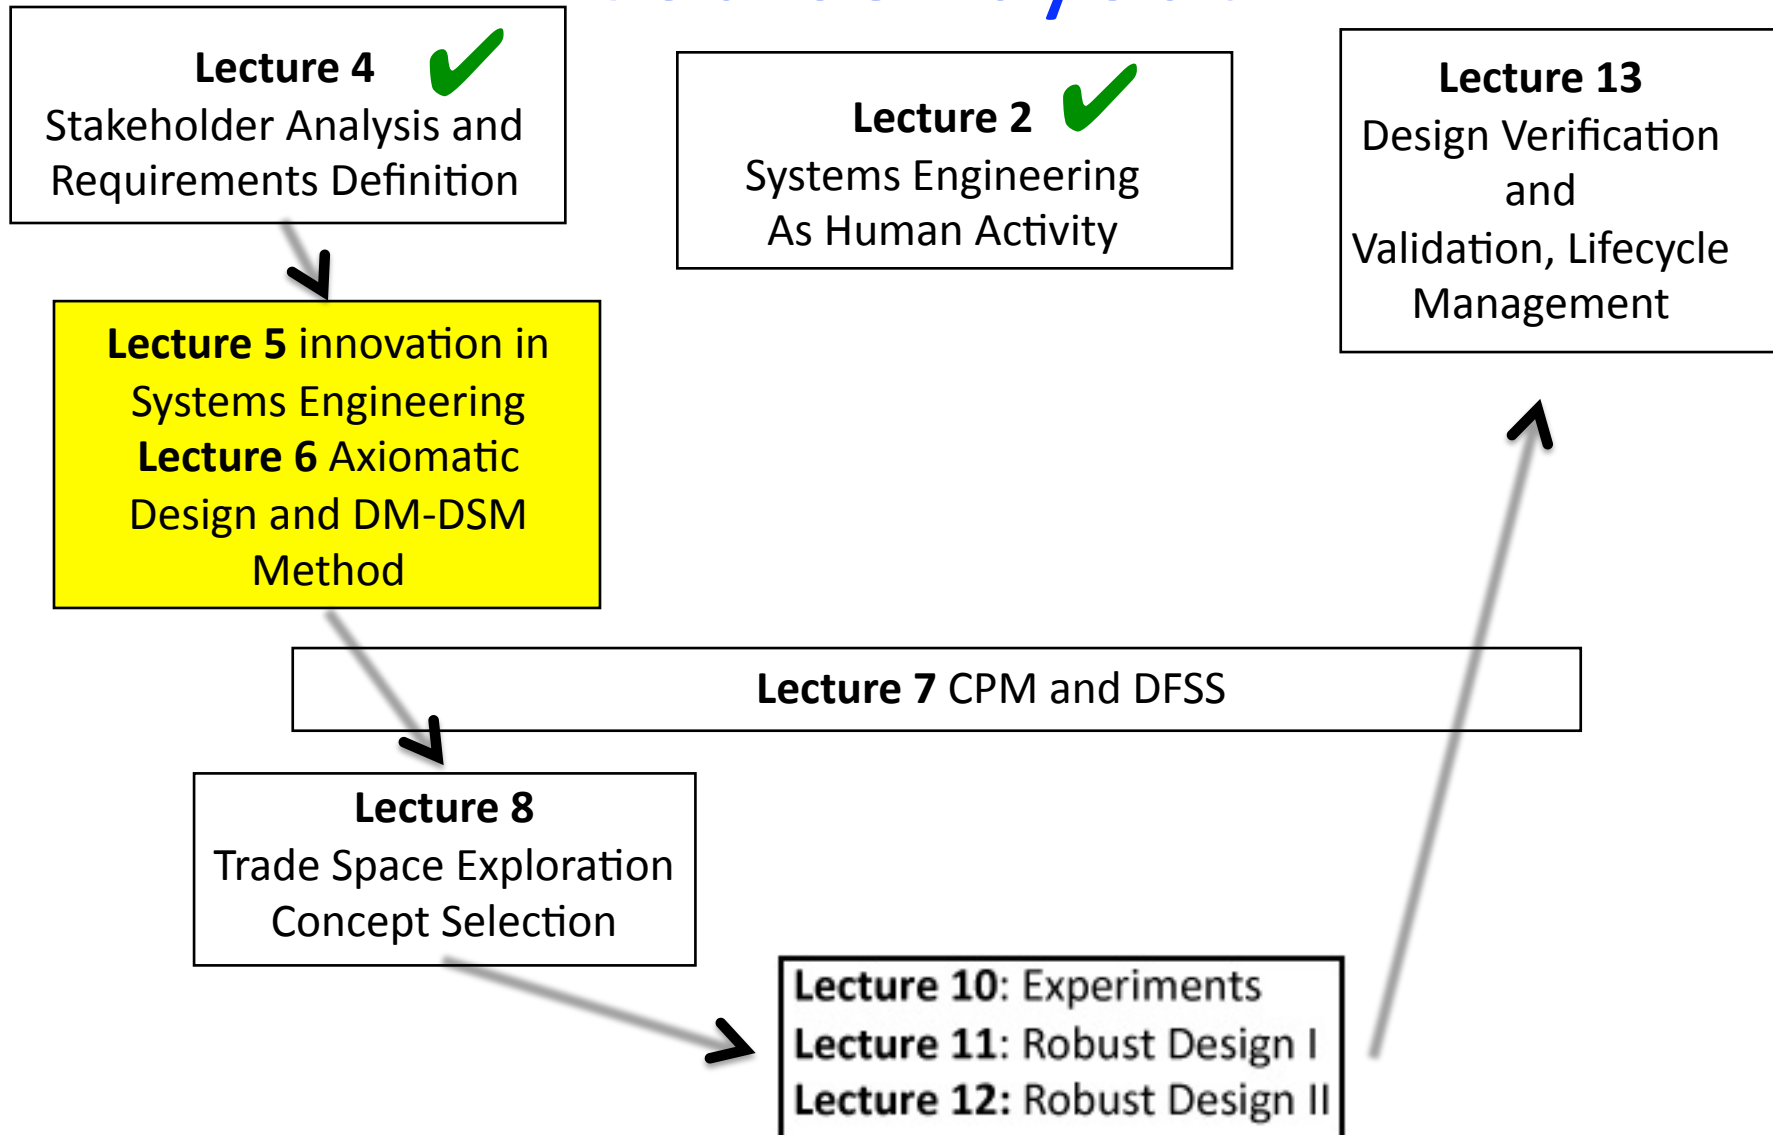 Lecture 4
Stakeholder Analysis and
Requirements Definition
Lecture 2
Systems Engineering
As Human Activity
Lecture 13
Design Verification
and
Validation, Lifecycle
Management
Lecture 5 innovation in
Systems Engineering
Lecture 6 Axiomatic
Design and DM-DSM
Method
Lecture 7 CPM and DFSS
Lecture 8
Trade Space Exploration
Concept Selection
Lecture 10: Experiments
Lecture 11: Robust Design I
Lecture 12: Robust Design II